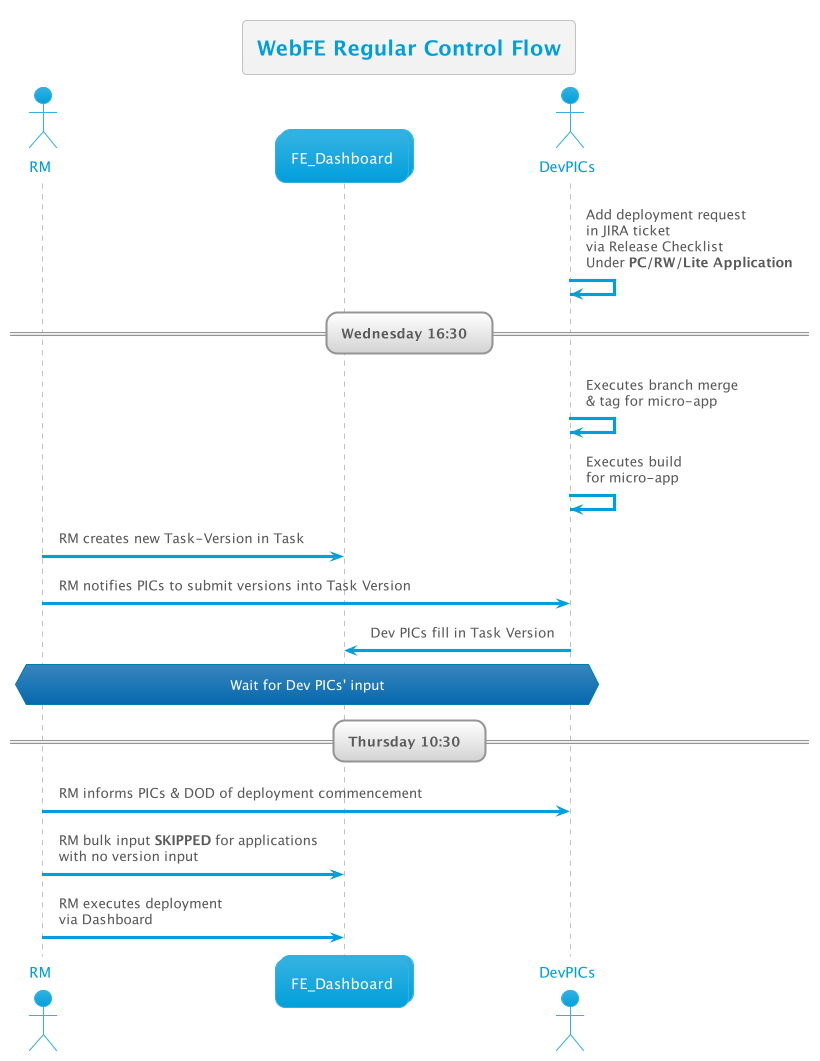 WebFE Regular Control Flow
RM
FE_Dashboard
DevPICs
Add deployment request
in JIRA ticket
via Release Checklist
Under PC/RW/Lite Application
Wednesday 16:30
Executes branch merge
& tag for micro-app
Executes build
for micro-app
RM creates new Task-Version in Task
RM notifies PICs to submit versions into Task Version
Dev PICs fill in Task Version
Wait for Dev PICs' input
Thursday 10:30
RM informs PICs & DOD of deployment commencement
RM bulk input SKIPPED for applications
with no version input
RM executes deployment
via Dashboard
RM
FE_Dashboard
DevPICs